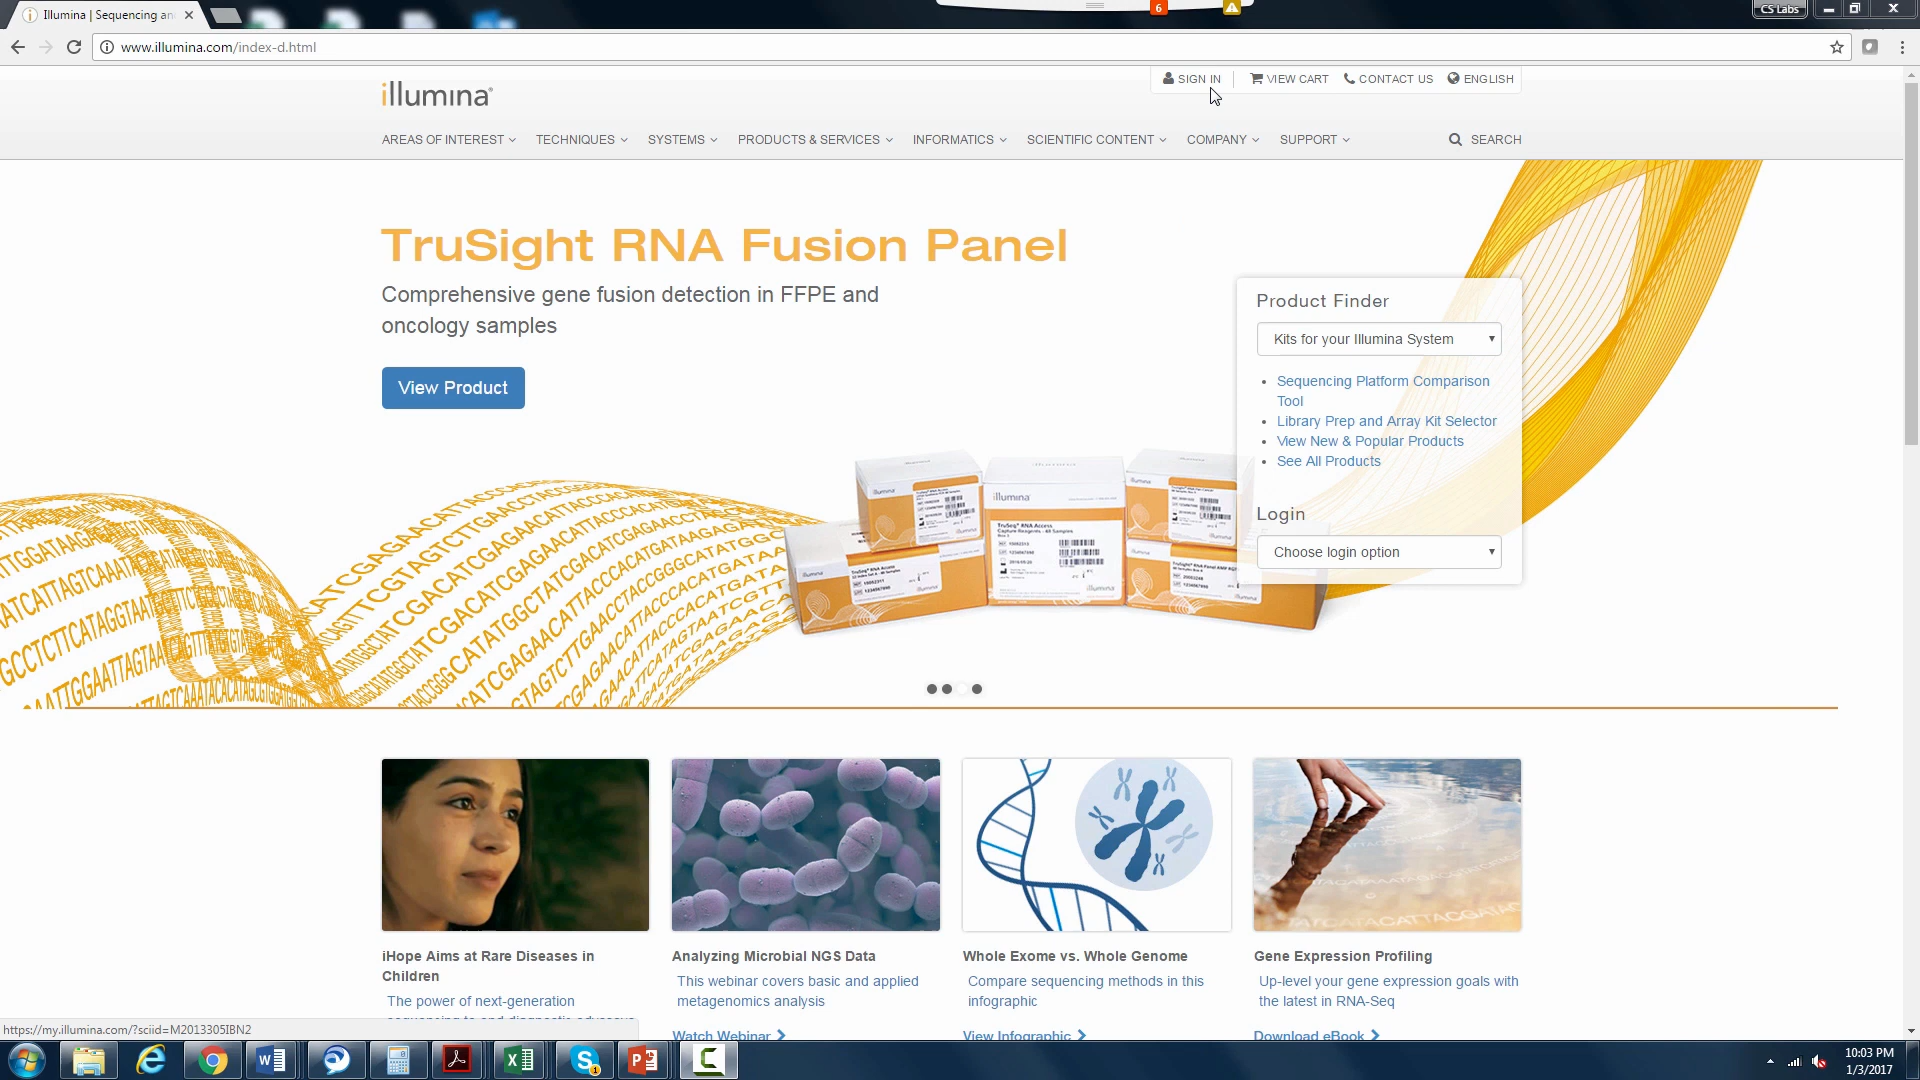 Illumina | Sequencing an
6
CS Labs
www.illumina.com/index-d.html
SIGN IN
VIEW CART
CONTACT US
ENGLISH
illumina
AREAS OF INTEREST
TECHNIQUES
SYSTEMS
PRODUCTS & SERVICES
INFORMATICS
SCIENTIFIC CONTENT
COMPANY
SUPPORT
SEARCH
TruSight RNA Fusion Panel
Comprehensive gene fusion detection in FFPE and
oncology samples
View Product
Product Finder
Kits for your Illumina System
Sequencing Platform Comparison
Tool
Library Prep and Array Kit Selector
View New & Popular Products
See All Products
Login
Choose login option
illumina
TruSeq® RNA Access
iHope Aims at Rare Diseases in
Children
The power of next-generation
Analyzing Microbial NGS Data
This webinar covers basic and applied
metagenomics analysis
Watch Webinar
Whole Exome vs. Whole Genome
Compare sequencing methods in this
infographic
View Infographic
Gene Expression Profiling
Up-level your gene expression goals with
the latest in RNA-Seq
Download eBook
https://my.illumina.com/?sciid=M2013305IBN2
10:03 PM
1/3/2017